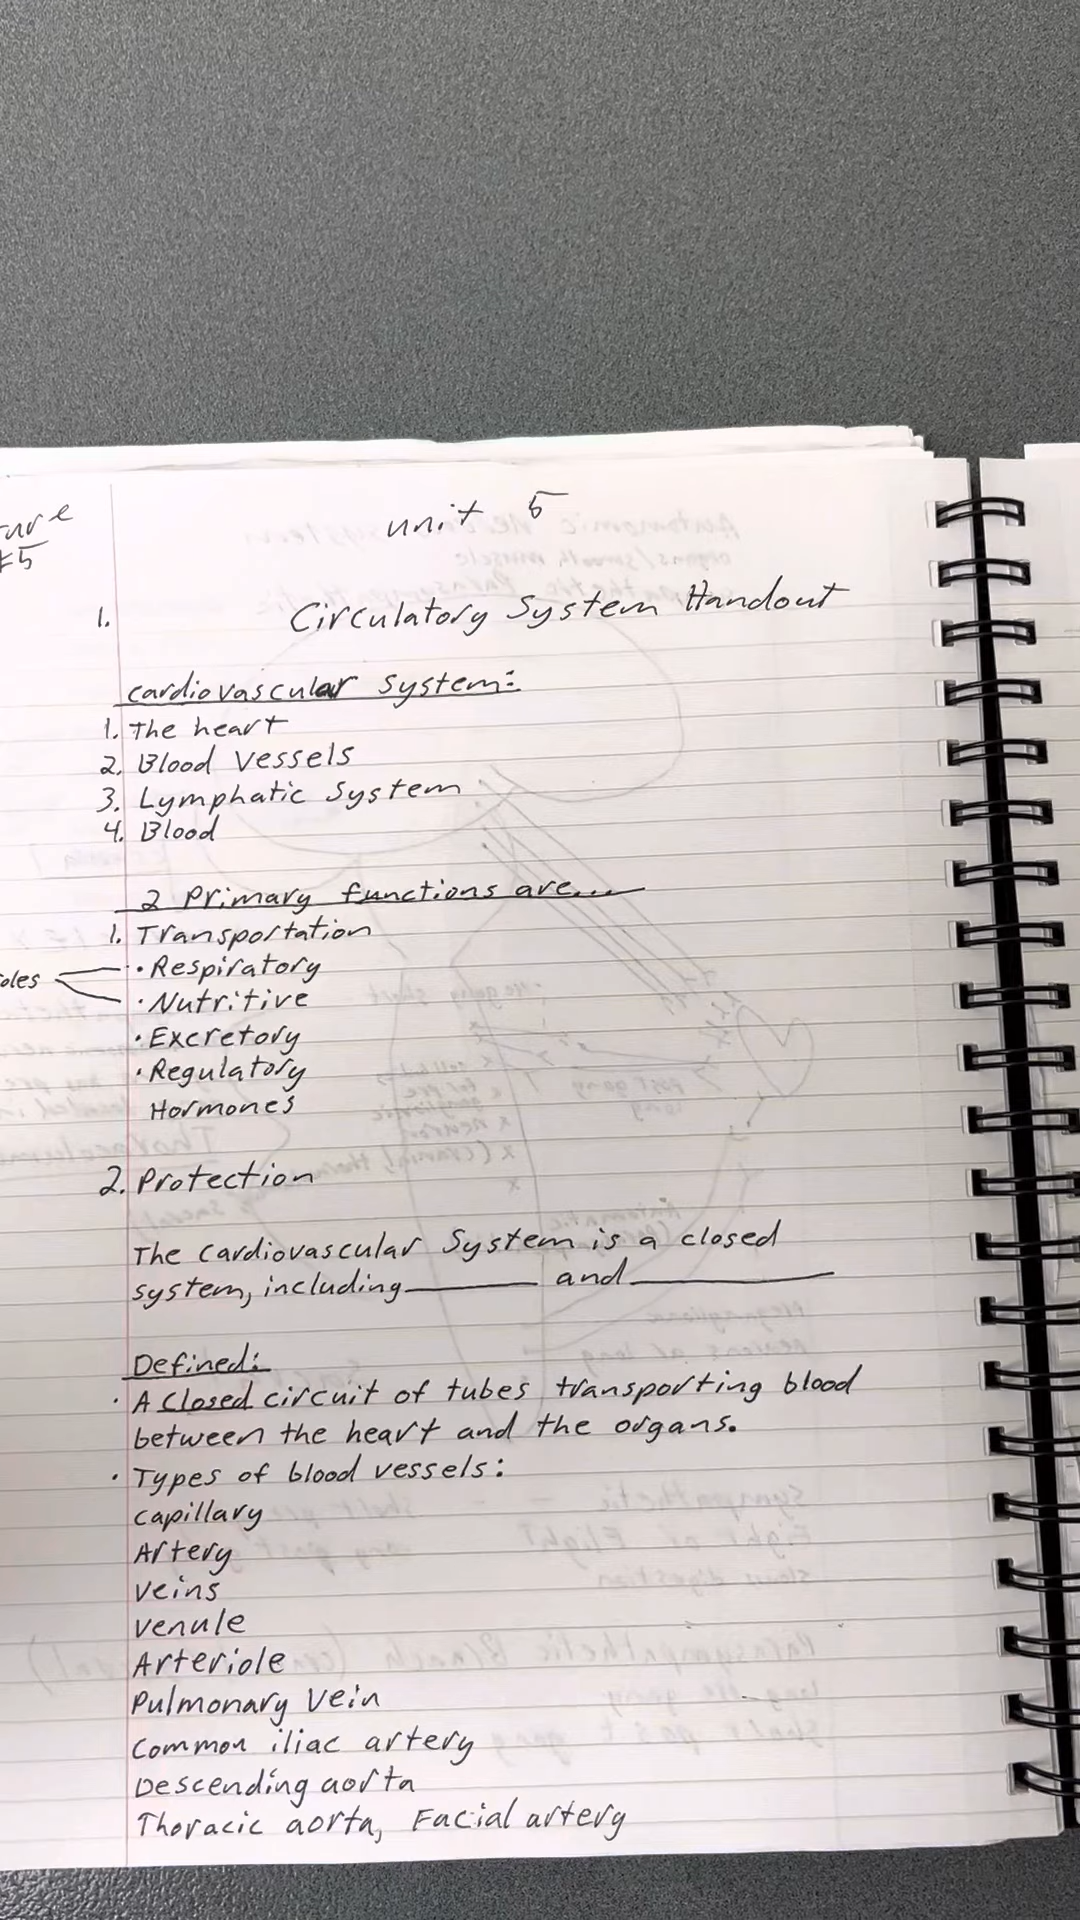 unit 5
1. Circulatory System Handout
cardiovascular System:
1. The heart
2. Blood Vessels
3. Lymphatic System
4. Blood
2 Primary functions are...
1. Transportation
• Respiratory
• Nutritive
• Excretory
• Regulatory
Hormones
2. Protection
The cardiovascular System is a closed
system, including ______ and ______
Defined:
• A closed circuit of tubes transporting blood
between the heart and the organs.
• Types of blood vessels:
capillary
Artery
veins
venule
Arteriole
Pulmonary Vein
Common iliac artery
Descending aorta
Thoracic aorta, Facial artery